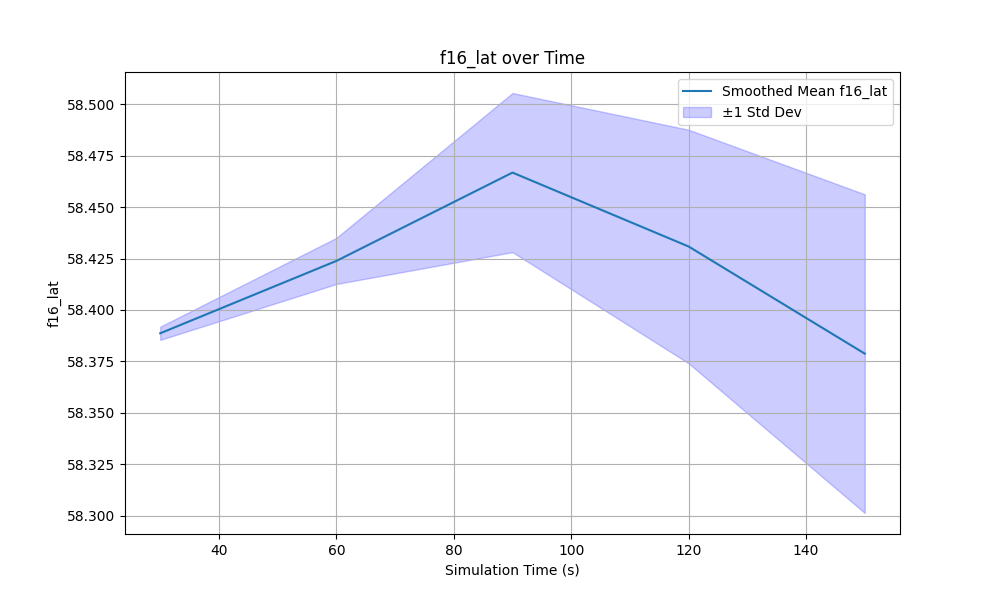 f16_lat over Time
Smoothed Mean f16_lat
±1 Std Dev
58.500
58.475
58.450
58.425
58.400
58.375
58.350
58.325
58.300
f16_lat
40 60 80 100 120 140
Simulation Time (s)